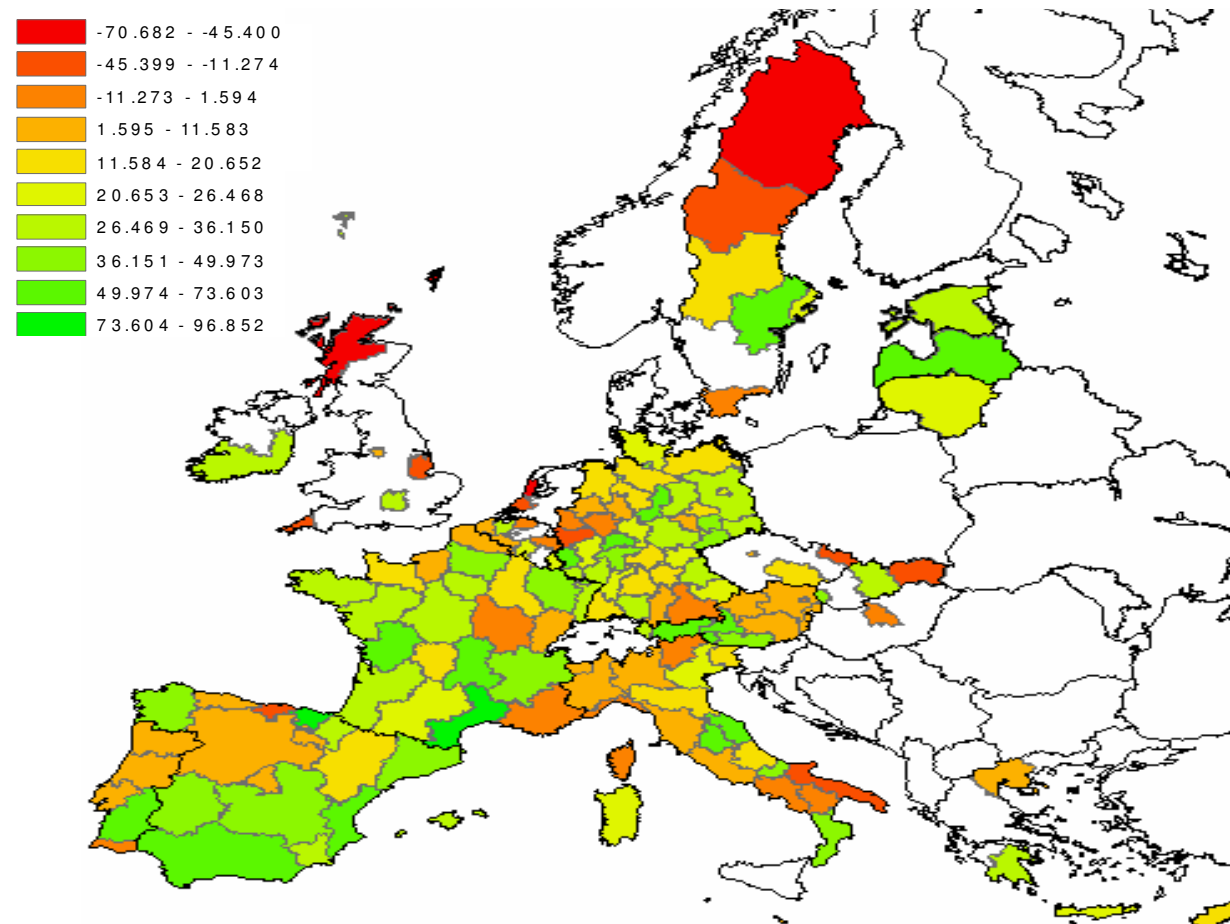 -70.682 - -45.400
-45.399 - -11.274
-11.273 - 1.594
1.595 - 11.583
11.584 - 20.652
20.653 - 26.468
26.469 - 36.150
36.151 - 49.973
49.974 - 73.603
73.604 - 96.852